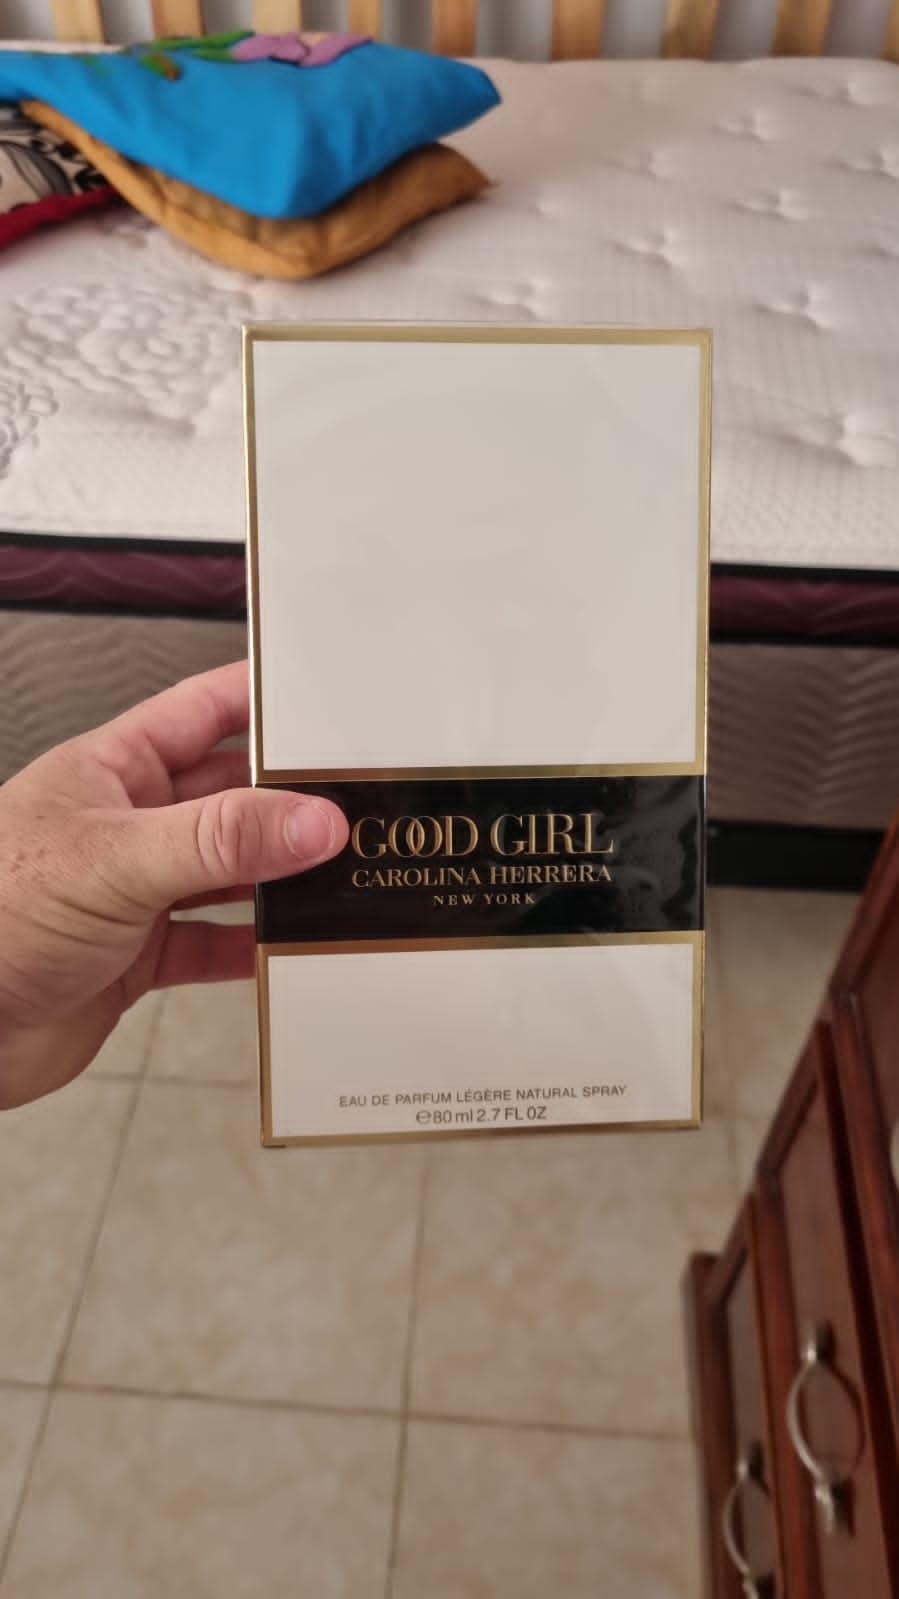 GOOD GIRL
CAROLINA HERRERA
NEW YORK
EAU DE PARFUM LÉGÈRE NATURAL SPRAY
℮80 ml 2.7 FL OZ